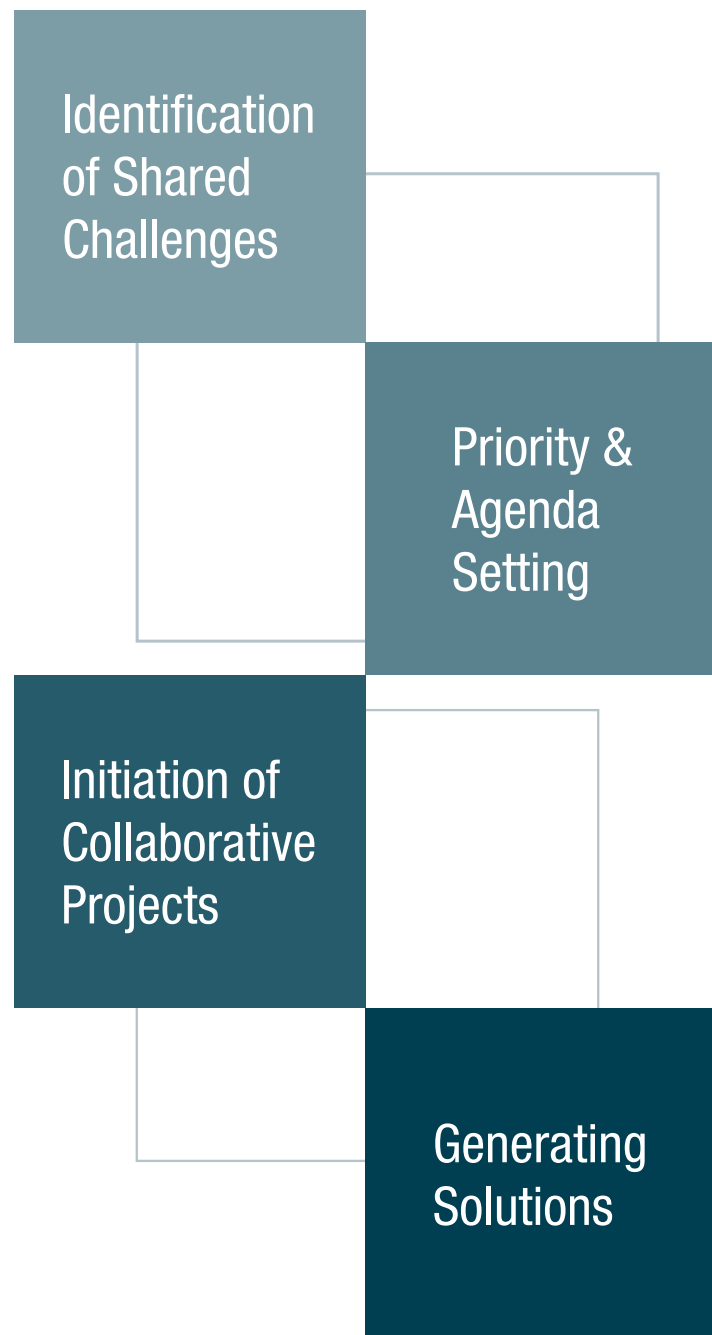 Identification
of Shared
Challenges
Priority &
Agenda
Setting
Initiation of
Collaborative
Projects
Generating
Solutions